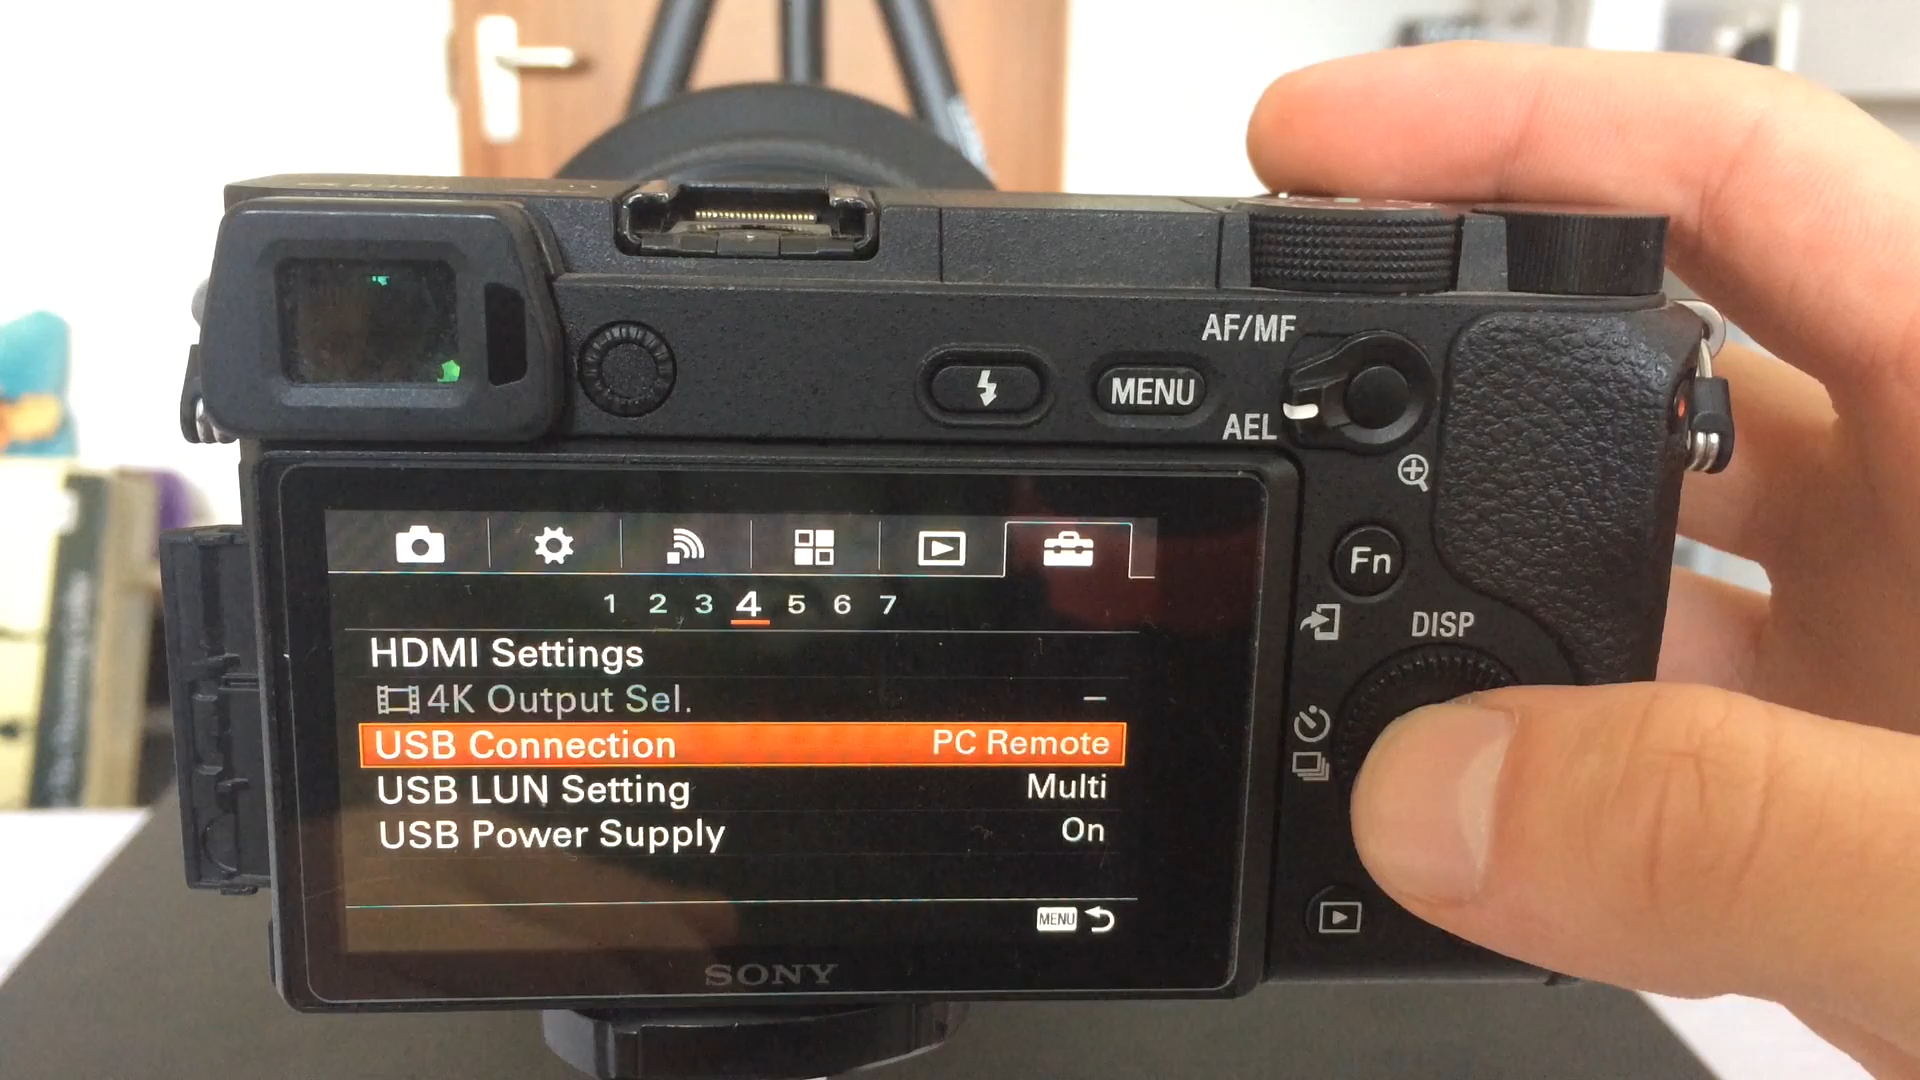 AF/MF
MENU
AEL
Fn
DISP
1 2 3 4 5 6 7
HDMI Settings
4K Output Sel. –
USB Connection PC Remote
USB LUN Setting Multi
USB Power Supply On
MENU
SONY